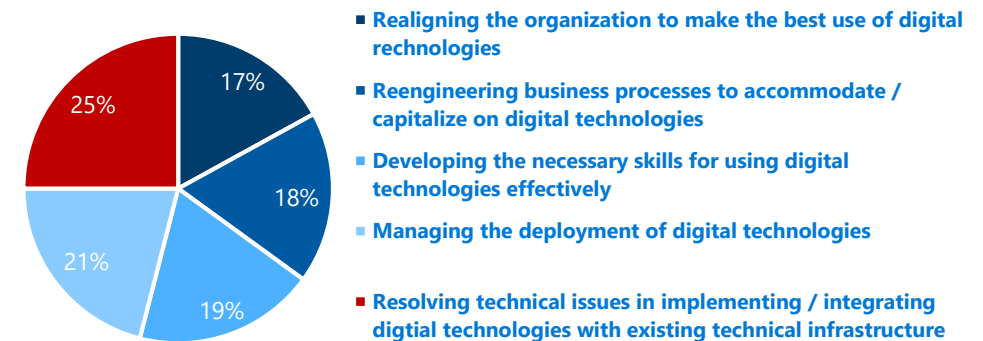 17%
18%
19%
21%
25%
Realigning the organization to make the best use of digital
rechnologies
Reengineering business processes to accommodate /
capitalize on digital technologies
Developing the necessary skills for using digital
technologies effectively
Managing the deployment of digital technologies
Resolving technical issues in implementing / integrating
digtial technologies with existing technical infrastructure